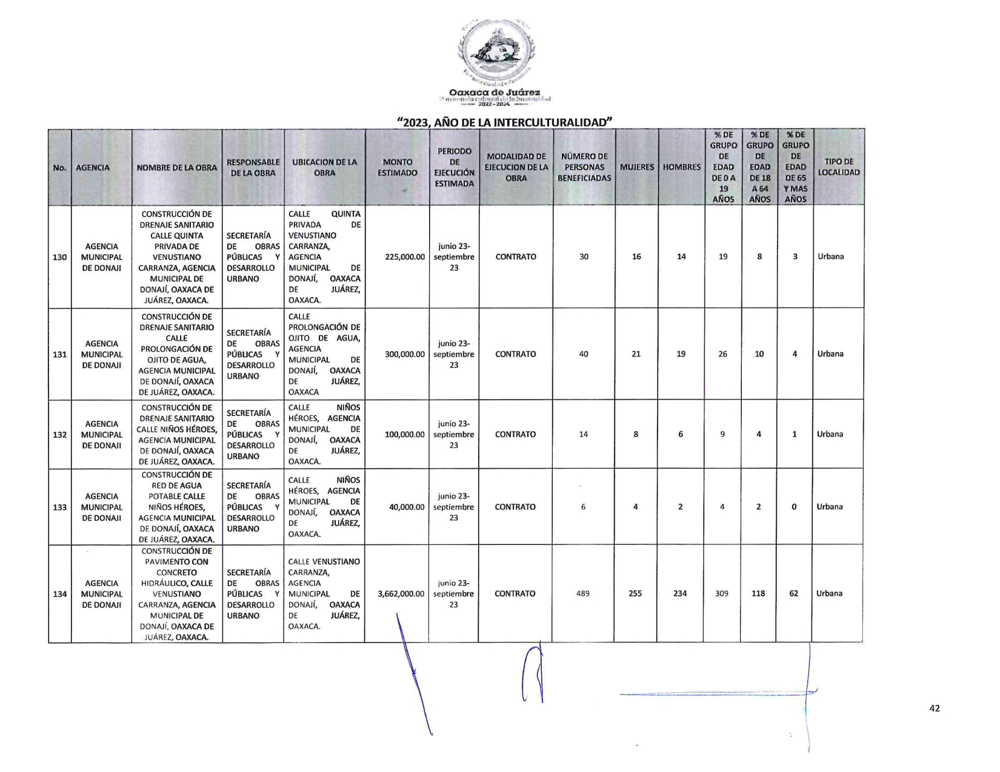 Oaxaca de Juárez
Patrimonio cultural de la humanidad
2022 - 2024
“2023, AÑO DE LA INTERCULTURALIDAD”
No.
AGENCIA
NOMBRE DE LA OBRA
RESPONSABLE
DE LA OBRA
UBICACION DE LA
OBRA
MONTO
ESTIMADO
PERIODO
DE
EJECUCIÓN
ESTIMADA
MODALIDAD DE
EJECUCION DE LA
OBRA
NÚMERO DE
PERSONAS
BENEFICIADAS
MUJERES
HOMBRES
% DE
GRUPO
DE
EDAD
DE 0 A
19
AÑOS
% DE
GRUPO
DE
EDAD
DE 18
A 64
AÑOS
% DE
GRUPO
DE
EDAD
DE 65
Y MAS
AÑOS
TIPO DE
LOCALIDAD
130
AGENCIA
MUNICIPAL
DE DONAJI
CONSTRUCCIÓN DE
DRENAJE SANITARIO
CALLE QUINTA
PRIVADA DE
VENUSTIANO
CARRANZA, AGENCIA
MUNICIPAL DE
DONAJÍ, OAXACA DE
JUÁREZ, OAXACA.
SECRETARÍA
DE OBRAS
PÚBLICAS Y
DESARROLLO
URBANO
CALLE QUINTA
PRIVADA DE
VENUSTIANO
CARRANZA,
AGENCIA
MUNICIPAL DE
DONAJÍ, OAXACA
DE JUÁREZ,
OAXACA.
225,000.00
junio 23-
septiembre
23
CONTRATO
30
16
14
19
8
3
Urbana
131
AGENCIA
MUNICIPAL
DE DONAJI
CONSTRUCCIÓN DE
DRENAJE SANITARIO
CALLE
PROLONGACIÓN DE
OJITO DE AGUA,
AGENCIA MUNICIPAL
DE DONAJÍ, OAXACA
DE JUÁREZ, OAXACA.
SECRETARÍA
DE OBRAS
PÚBLICAS Y
DESARROLLO
URBANO
CALLE
PROLONGACIÓN DE
OJITO DE AGUA,
AGENCIA
MUNICIPAL DE
DONAJÍ, OAXACA
DE JUÁREZ,
OAXACA
300,000.00
junio 23-
septiembre
23
CONTRATO
40
21
19
26
10
4
Urbana
132
AGENCIA
MUNICIPAL
DE DONAJI
CONSTRUCCIÓN DE
DRENAJE SANITARIO
CALLE NIÑOS HÉROES,
AGENCIA MUNICIPAL
DE DONAJÍ, OAXACA
DE JUÁREZ, OAXACA.
SECRETARÍA
DE OBRAS
PÚBLICAS Y
DESARROLLO
URBANO
CALLE NIÑOS
HÉROES, AGENCIA
MUNICIPAL DE
DONAJÍ, OAXACA
DE JUÁREZ,
OAXACA.
100,000.00
junio 23-
septiembre
23
CONTRATO
14
8
6
9
4
1
Urbana
133
AGENCIA
MUNICIPAL
DE DONAJI
CONSTRUCCIÓN DE
RED DE AGUA
POTABLE CALLE
NIÑOS HÉROES,
AGENCIA MUNICIPAL
DE DONAJÍ, OAXACA
DE JUÁREZ, OAXACA.
SECRETARÍA
DE OBRAS
PÚBLICAS Y
DESARROLLO
URBANO
CALLE NIÑOS
HÉROES, AGENCIA
MUNICIPAL DE
DONAJÍ, OAXACA
DE JUÁREZ,
OAXACA.
40,000.00
junio 23-
septiembre
23
CONTRATO
6
4
2
4
2
0
Urbana
134
AGENCIA
MUNICIPAL
DE DONAJI
CONSTRUCCIÓN DE
PAVIMENTO CON
CONCRETO
HIDRÁULICO, CALLE
VENUSTIANO
CARRANZA, AGENCIA
MUNICIPAL DE
DONAJÍ, OAXACA DE
JUÁREZ, OAXACA.
SECRETARÍA
DE OBRAS
PÚBLICAS Y
DESARROLLO
URBANO
CALLE VENUSTIANO
CARRANZA,
AGENCIA
MUNICIPAL DE
DONAJÍ, OAXACA
DE JUÁREZ,
OAXACA.
3,662,000.00
junio 23-
septiembre
23
CONTRATO
489
255
234
309
118
62
Urbana
42